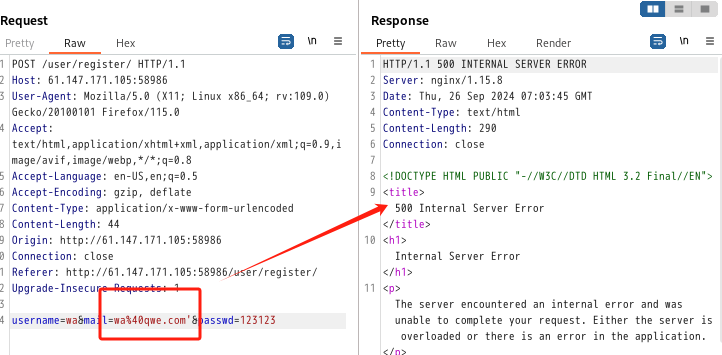 Request
Pretty Raw Hex
\n
POST /user/register/ HTTP/1.1
Host: 61.147.171.105:58986
User-Agent: Mozilla/5.0 (X11; Linux x86_64; rv:109.0)
Gecko/20100101 Firefox/115.0
4 Accept:
text/html,application/xhtml+xml,application/xml;q=0.9,i
mage/avif,image/webp,*/*;q=0.8
5 Accept-Language: en-US,en;q=0.5
6 Accept-Encoding: gzip, deflate
7 Content-Type: application/x-www-form-urlencoded
8 Content-Length: 44
9 Origin: http://61.147.171.105:58986
0 Connection: close
1 Referer: http://61.147.171.105:58986/user/register/
2 Upgrade-Insecure-Requests: 1
3
4 username=wa&mail=wa%40qwe.com'&passwd=123123
Response
Pretty Raw Hex Render
\n
1 HTTP/1.1 500 INTERNAL SERVER ERROR
2 Server: nginx/1.15.8
3 Date: Thu, 26 Sep 2024 07:03:45 GMT
4 Content-Type: text/html
5 Content-Length: 290
6 Connection: close
7
8 <!DOCTYPE HTML PUBLIC "-//W3C//DTD HTML 3.2 Final//EN">
9 <title>
500 Internal Server Error
</title>
10 <h1>
Internal Server Error
</h1>
11 <p>
The server encountered an internal error and was
unable to complete your request. Either the server is
overloaded or there is an error in the application.
</p>